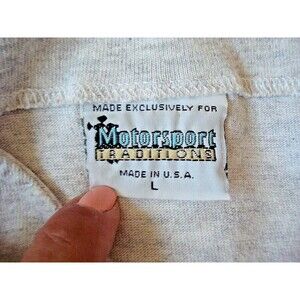 MADE EXCLUSIVELY FOR
Motorsport
TRADITIONS
MADE IN U.S.A.
L